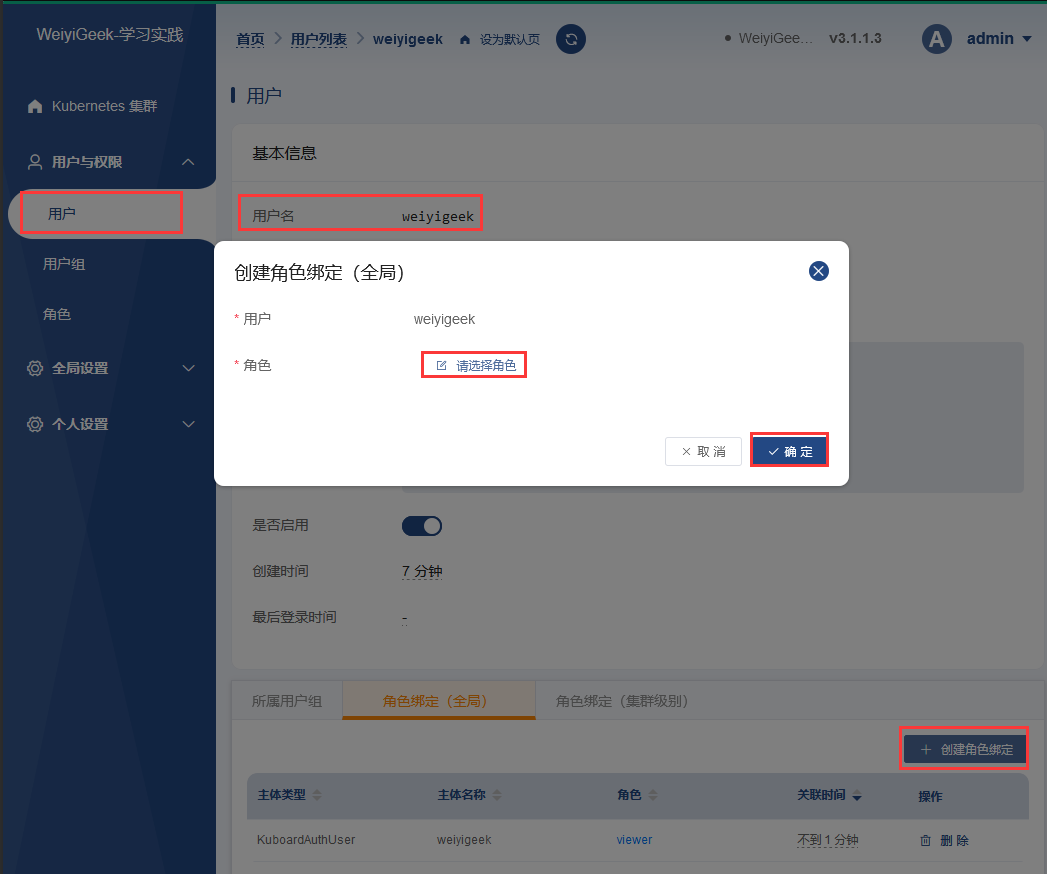 WeiyiGeek-学习实践
首页 用户列表 weiyigeek 设为默认页
WeiyiGee... v3.1.1.3 A admin
Kubernetes 集群
用户与权限
用户
用户组
角色
全局设置
个人设置
用户
基本信息
用户名 weiyigeek
创建角色绑定（全局）
* 用户 weiyigeek
* 角色 请选择角色
取 消 确 定
是否启用
创建时间 7 分钟
最后登录时间 -
所属用户组 角色绑定（全局） 角色绑定（集群级别）
创建角色绑定
主体类型 主体名称 角色 关联时间 操作
KuboardAuthUser weiyigeek viewer 不到 1 分钟 删 除